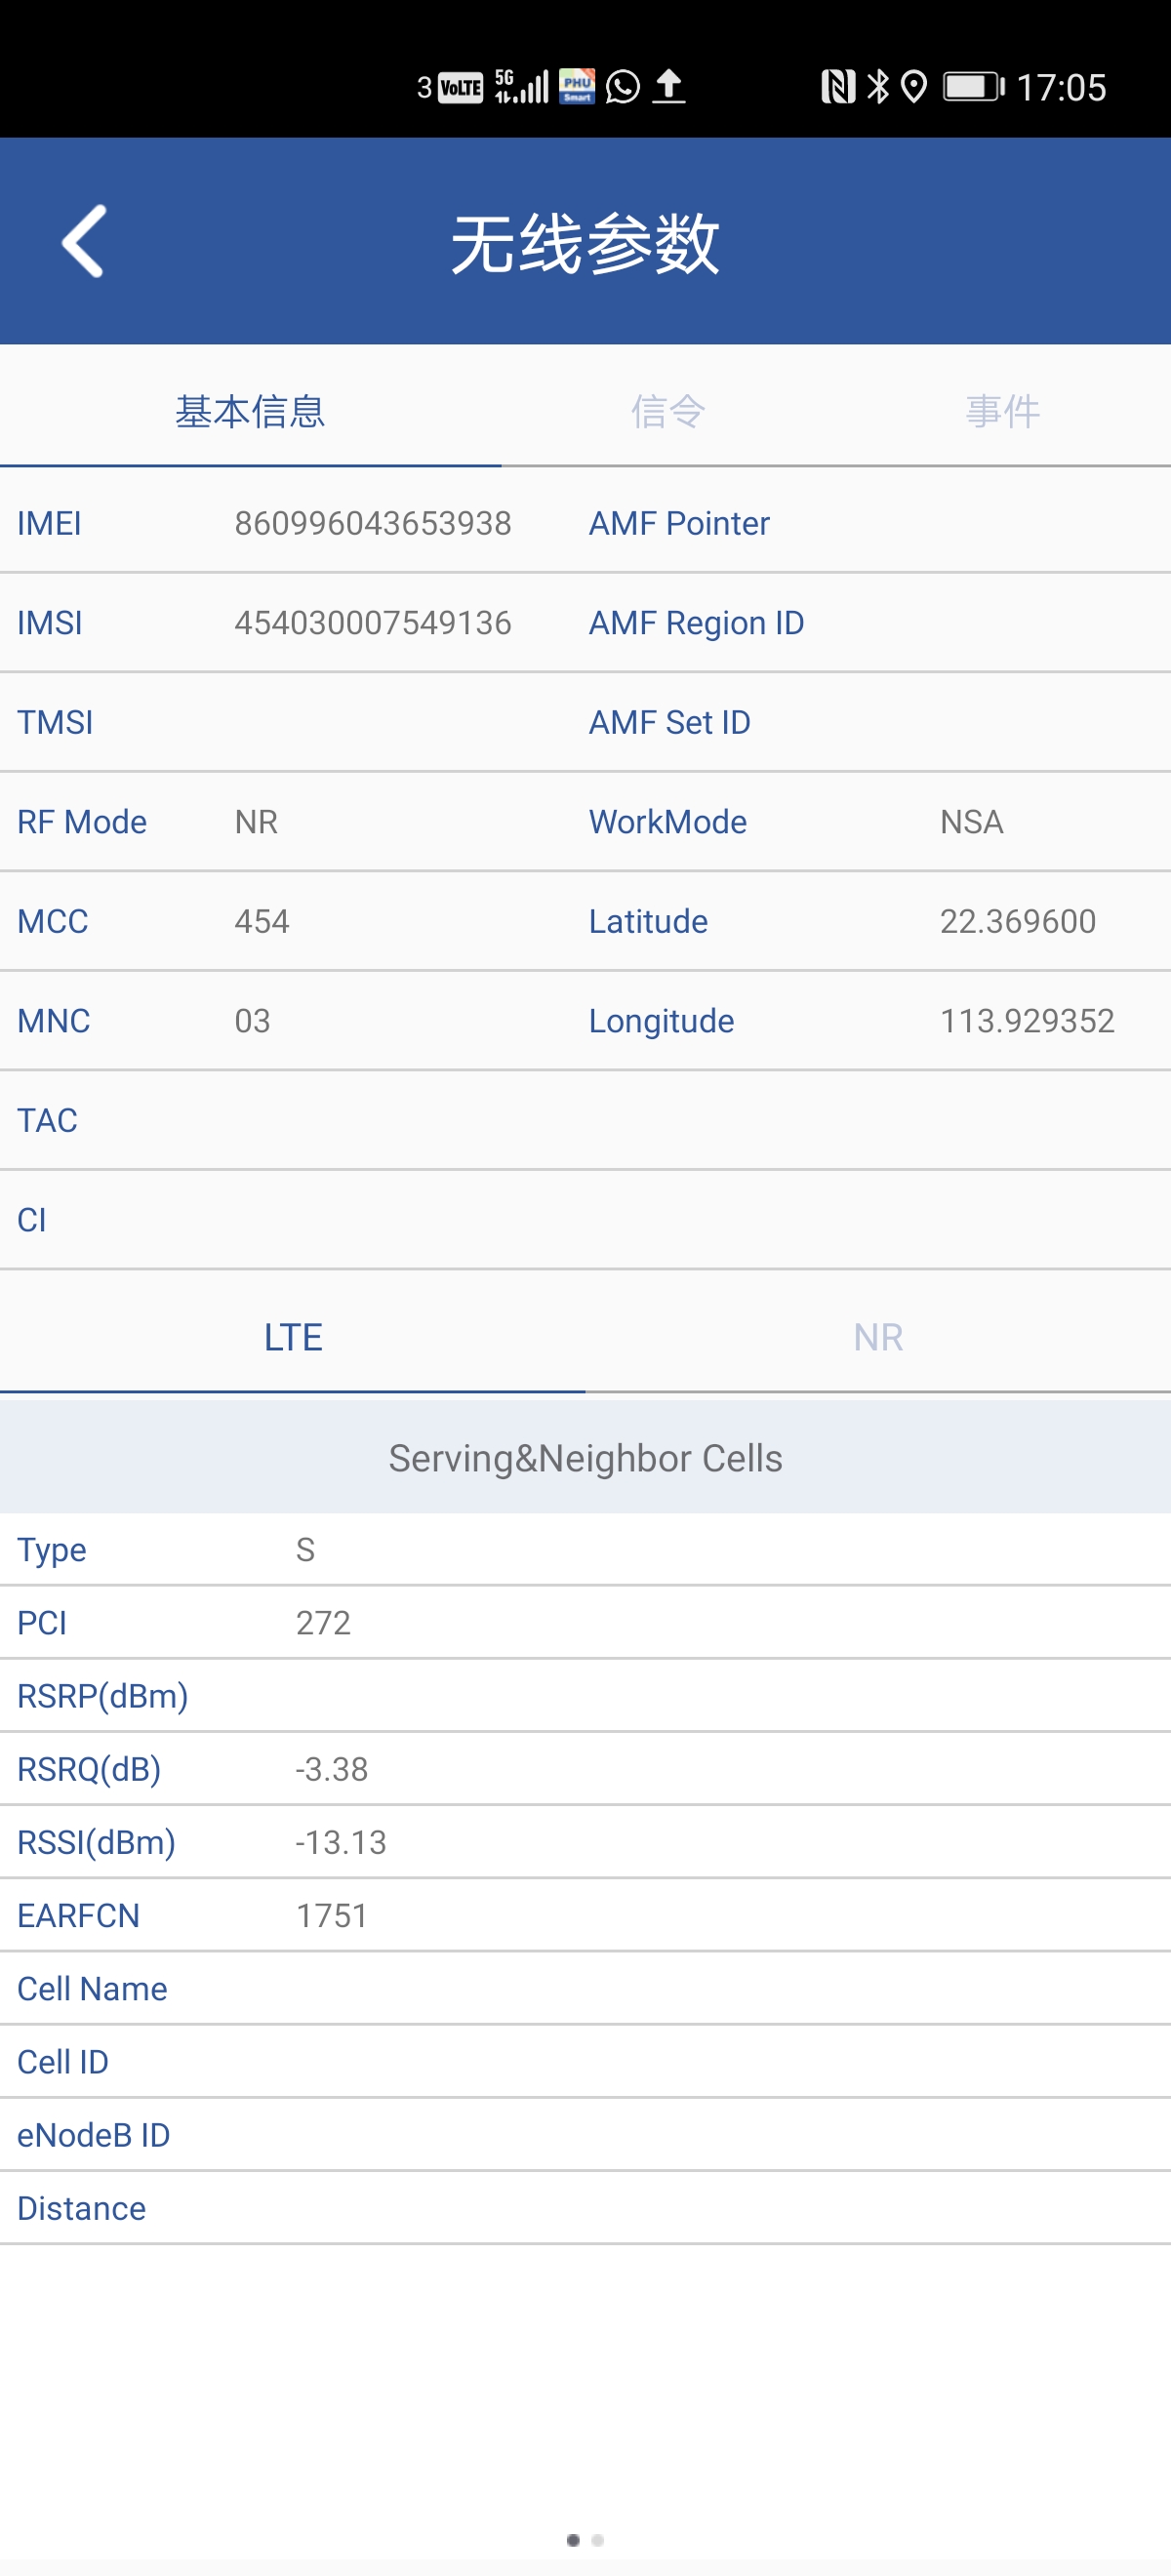 3 VoLTE 5G PHU Smart 17:05
无线参数
基本信息 信令 事件
IMEI 860996043653938 AMF Pointer
IMSI 454030007549136 AMF Region ID
TMSI AMF Set ID
RF Mode NR WorkMode NSA
MCC 454 Latitude 22.369600
MNC 03 Longitude 113.929352
TAC
CI
LTE NR
Serving&Neighbor Cells
Type S
PCI 272
RSRP(dBm)
RSRQ(dB) -3.38
RSSI(dBm) -13.13
EARFCN 1751
Cell Name
Cell ID
eNodeB ID
Distance